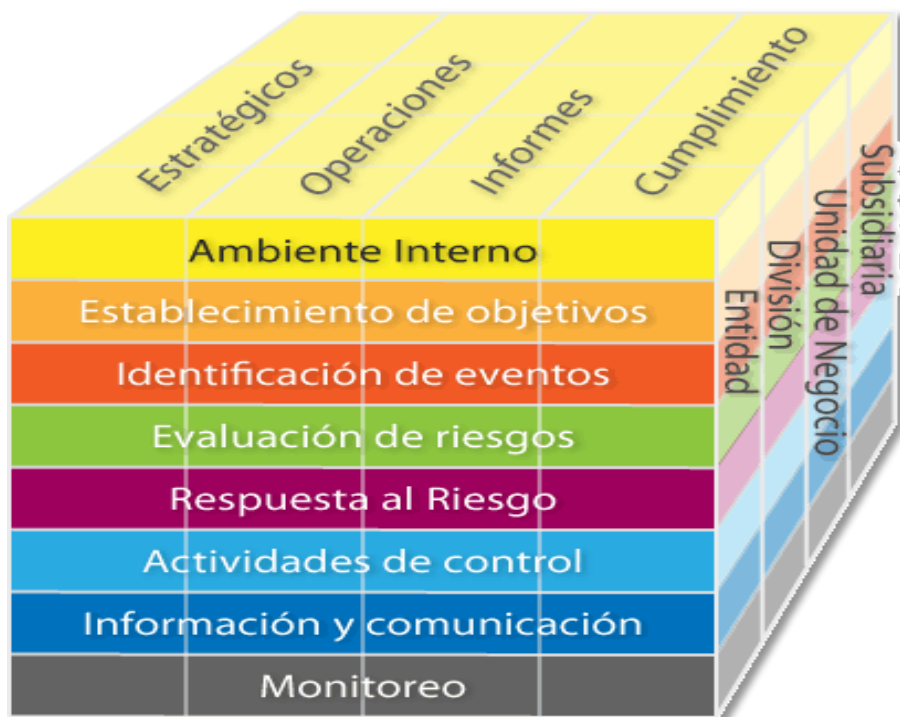 Estratégicos
Operaciones
Informes
Cumplimiento
Ambiente Interno
Establecimiento de objetivos
Identificación de eventos
Evaluación de riesgos
Respuesta al Riesgo
Actividades de control
Información y comunicación
Monitoreo
Entidad
División
Unidad de Negocio
Subsidiaria